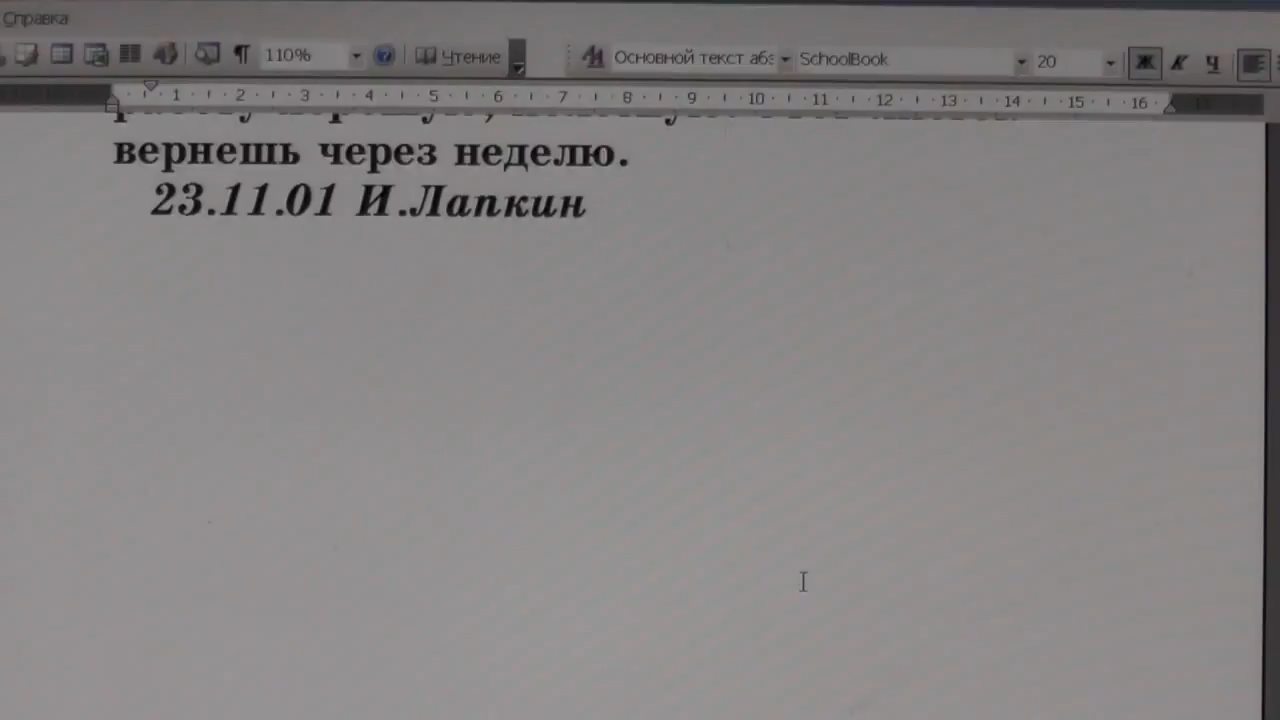 Справка
110% Чтение Основной текст абз SchoolBook 20 Ж К Ч
1 2 3 4 5 6 7 8 9 10 11 12 13 14 15 16
вернешь через неделю.
23.11.01 И.Лапкин